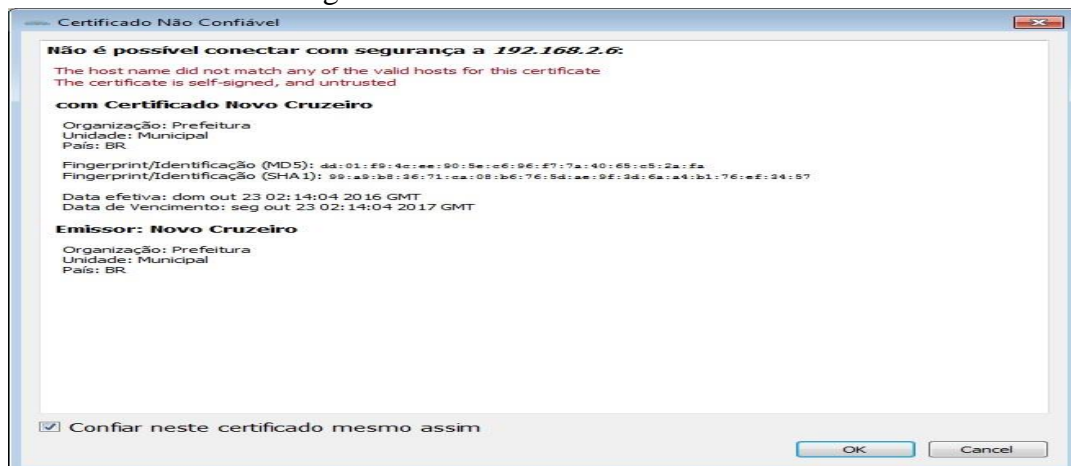 Certificado Não Confiável
Não é possível conectar com segurança a 192.168.2.6:
The host name did not match any of the valid hosts for this certificate
The certificate is self-signed, and untrusted
com Certificado Novo Cruzeiro
Organização: Prefeitura
Unidade: Municipal
País: BR
Fingerprint/Identificação (MD5): dd:01:f9:4c:ee:90:5e:c6:96:f7:7a:40:65:c5:2a:fa
Fingerprint/Identificação (SHA1): 99:a9:b8:36:71:ca:08:b6:76:5d:ae:9f:3d:6a:a4:b1:76:ef:34:57
Data efetiva: dom out 23 02:14:04 2016 GMT
Data de Vencimento: seg out 23 02:14:04 2017 GMT
Emissor: Novo Cruzeiro
Organização: Prefeitura
Unidade: Municipal
País: BR
Confiar neste certificado mesmo assim
OK Cancel